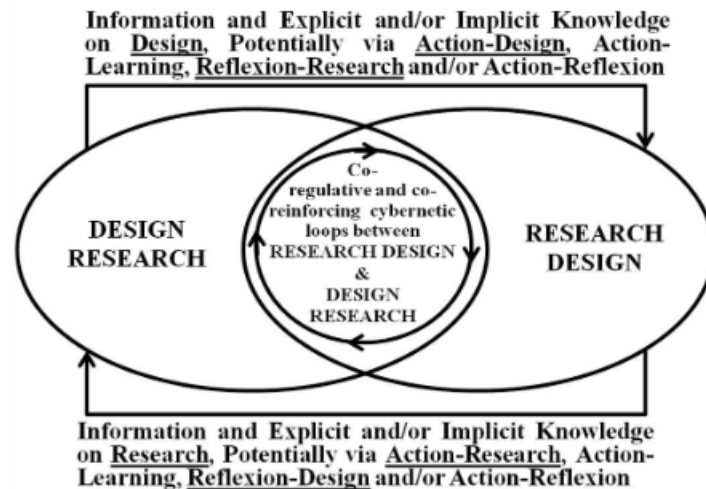 Information and Explicit and/or Implicit Knowledge
on Design, Potentially via Action-Design, Action-
Learning, Reflexion-Research and/or Action-Reflexion
DESIGN
RESEARCH
Co-
regulative and co-
reinforcing cybernetic
loops between
RESEARCH DESIGN
&
DESIGN
RESEARCH
RESEARCH
DESIGN
Information and Explicit and/or Implicit Knowledge
on Research, Potentially via Action-Research, Action-
Learning, Reflexion-Design and/or Action-Reflexion